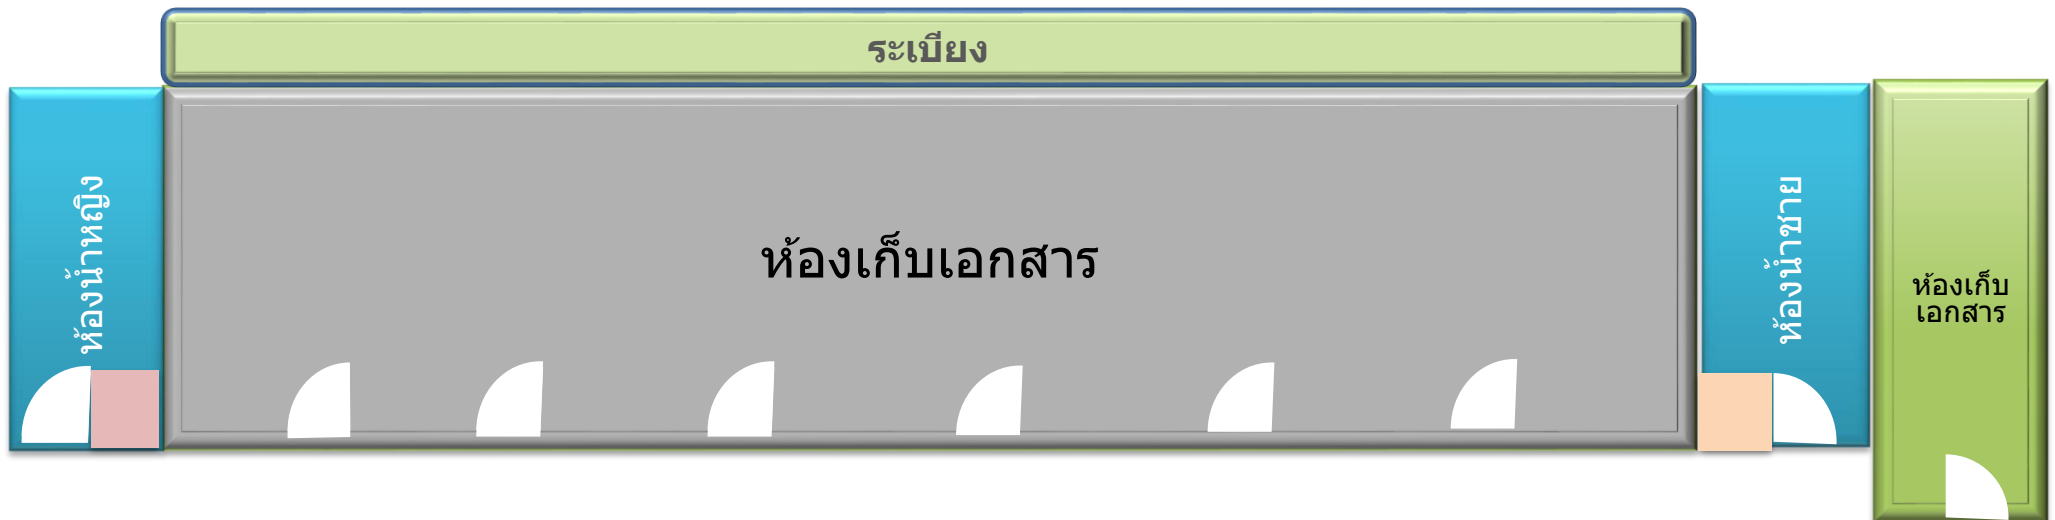 ระเบียง
ห้องน้ำหญิง
ห้องเก็บเอกสาร
ห้องน้ำชาย
ห้องเก็บ
เอกสาร